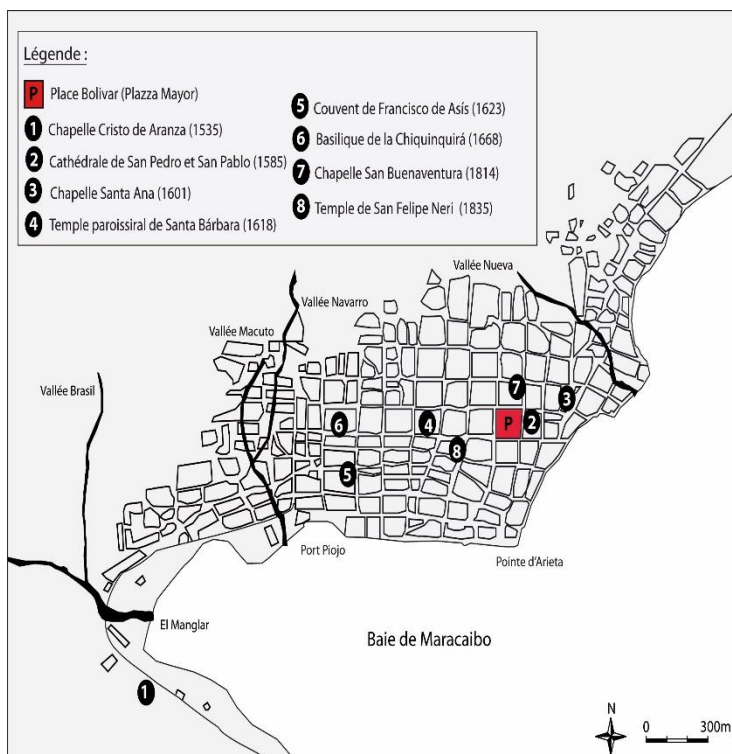 Légende :
P Place Bolivar (Plazza Mayor)
1 Chapelle Cristo de Aranza (1535)
2 Cathédrale de San Pedro et San Pablo (1585)
3 Chapelle Santa Ana (1601)
4 Temple paroissiral de Santa Bárbara (1618)
5 Couvent de Francisco de Asís (1623)
6 Basilique de la Chiquinquirá (1668)
7 Chapelle San Buenaventura (1814)
8 Temple de San Felipe Neri (1835)
Vallée Nueva
Vallée Navarro
Vallée Macuto
Vallée Brasil
7
3
6
4
P
2
8
5
Port Piojo
Pointe d'Arieta
El Manglar
Baie de Maracaibo
1
N
0 300m